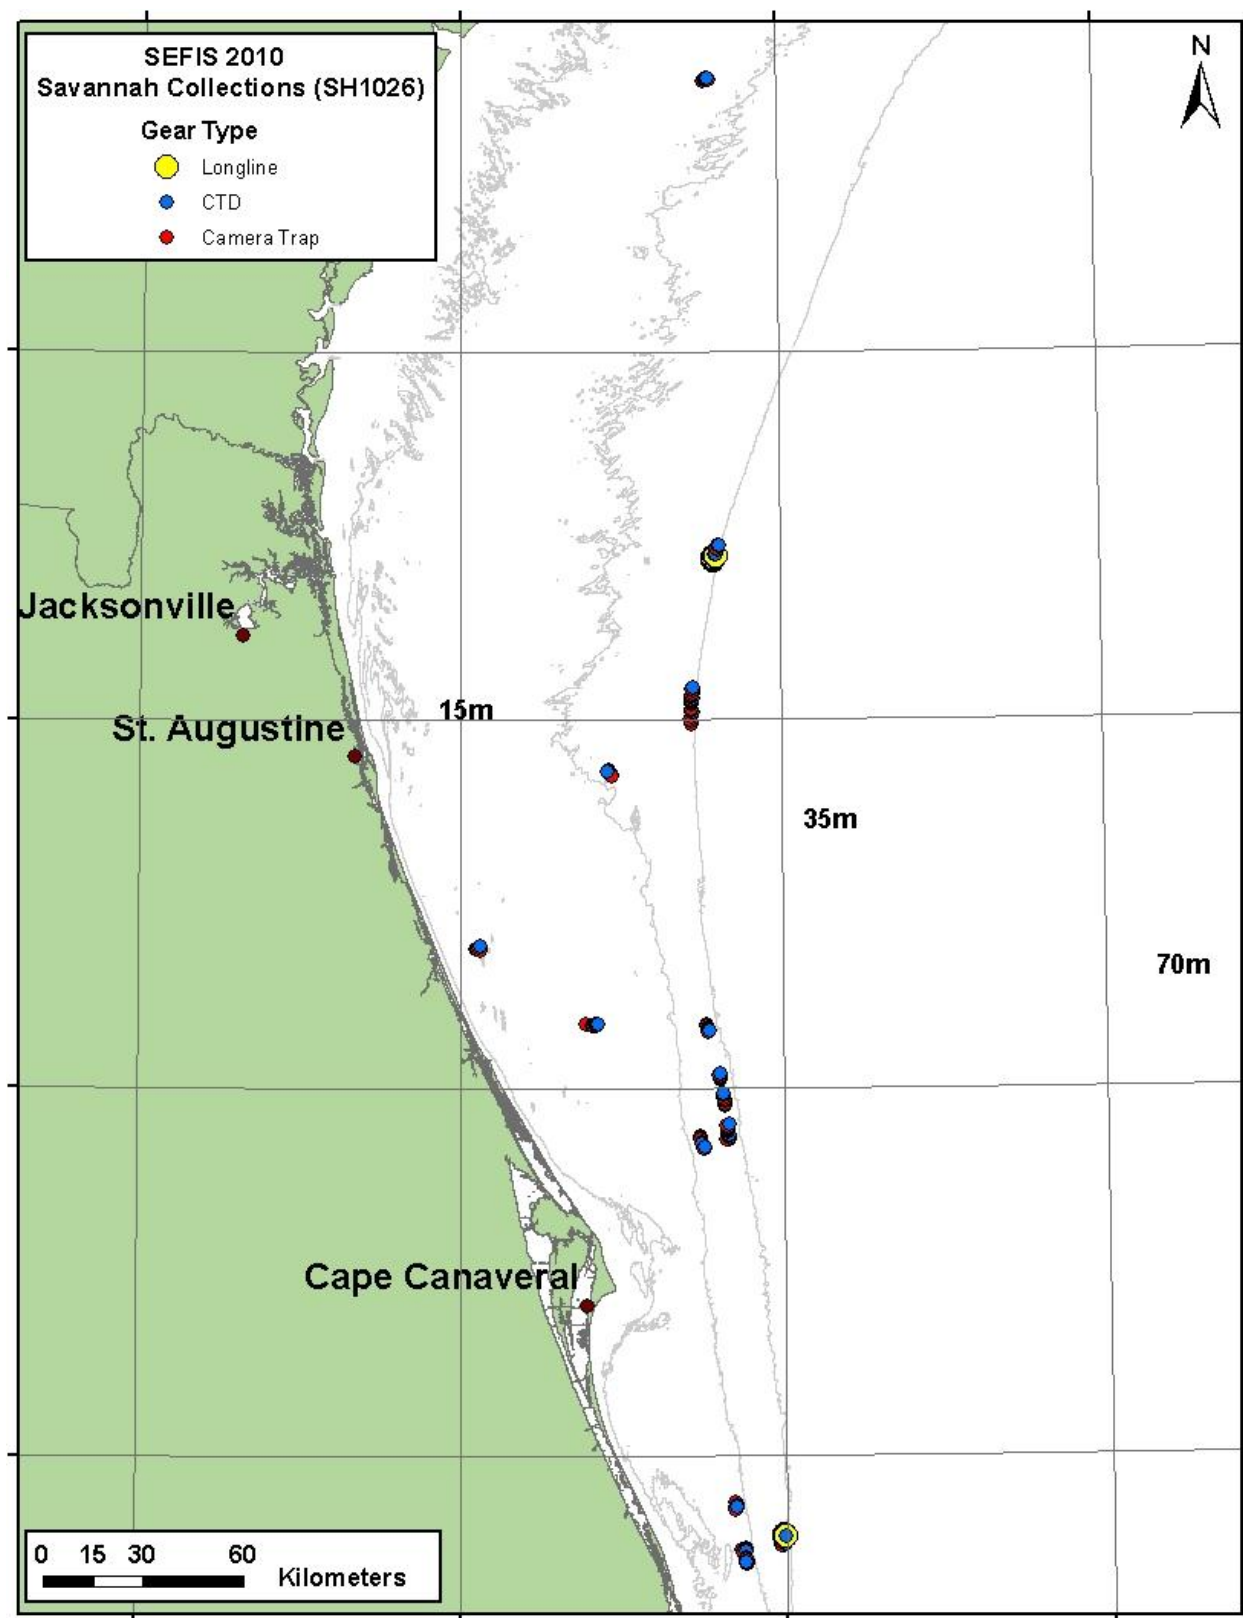 SEFIS 2010
Savannah Collections (SH1026)
Gear Type
Longline
CTD
Camera Trap
N
Jacksonville
St. Augustine
15m
35m
70m
Cape Canaveral
0 15 30 60
Kilometers